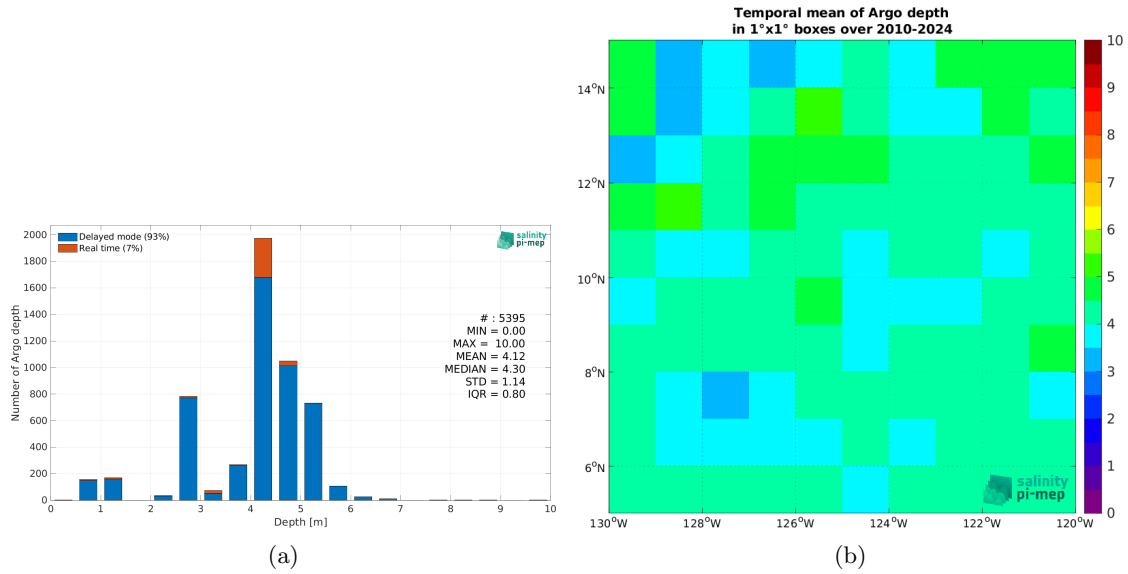 Delayed mode (93%)
Real time (7%)
salinity
pi-mep
# : 5395
MIN = 0.00
MAX = 10.00
MEAN = 4.12
MEDIAN = 4.30
STD = 1.14
IQR = 0.80
Number of Argo depth
2000
1800
1600
1400
1200
1000
800
600
400
200
0
0 1 2 3 4 5 6 7 8 9 10
Depth [m]
(a)
Temporal mean of Argo depth
in 1°x1° boxes over 2010-2024
14°N
12°N
10°N
8°N
6°N
130°W 128°W 126°W 124°W 122°W 120°W
salinity
pi-mep
10
9
8
7
6
5
4
3
2
1
0
(b)